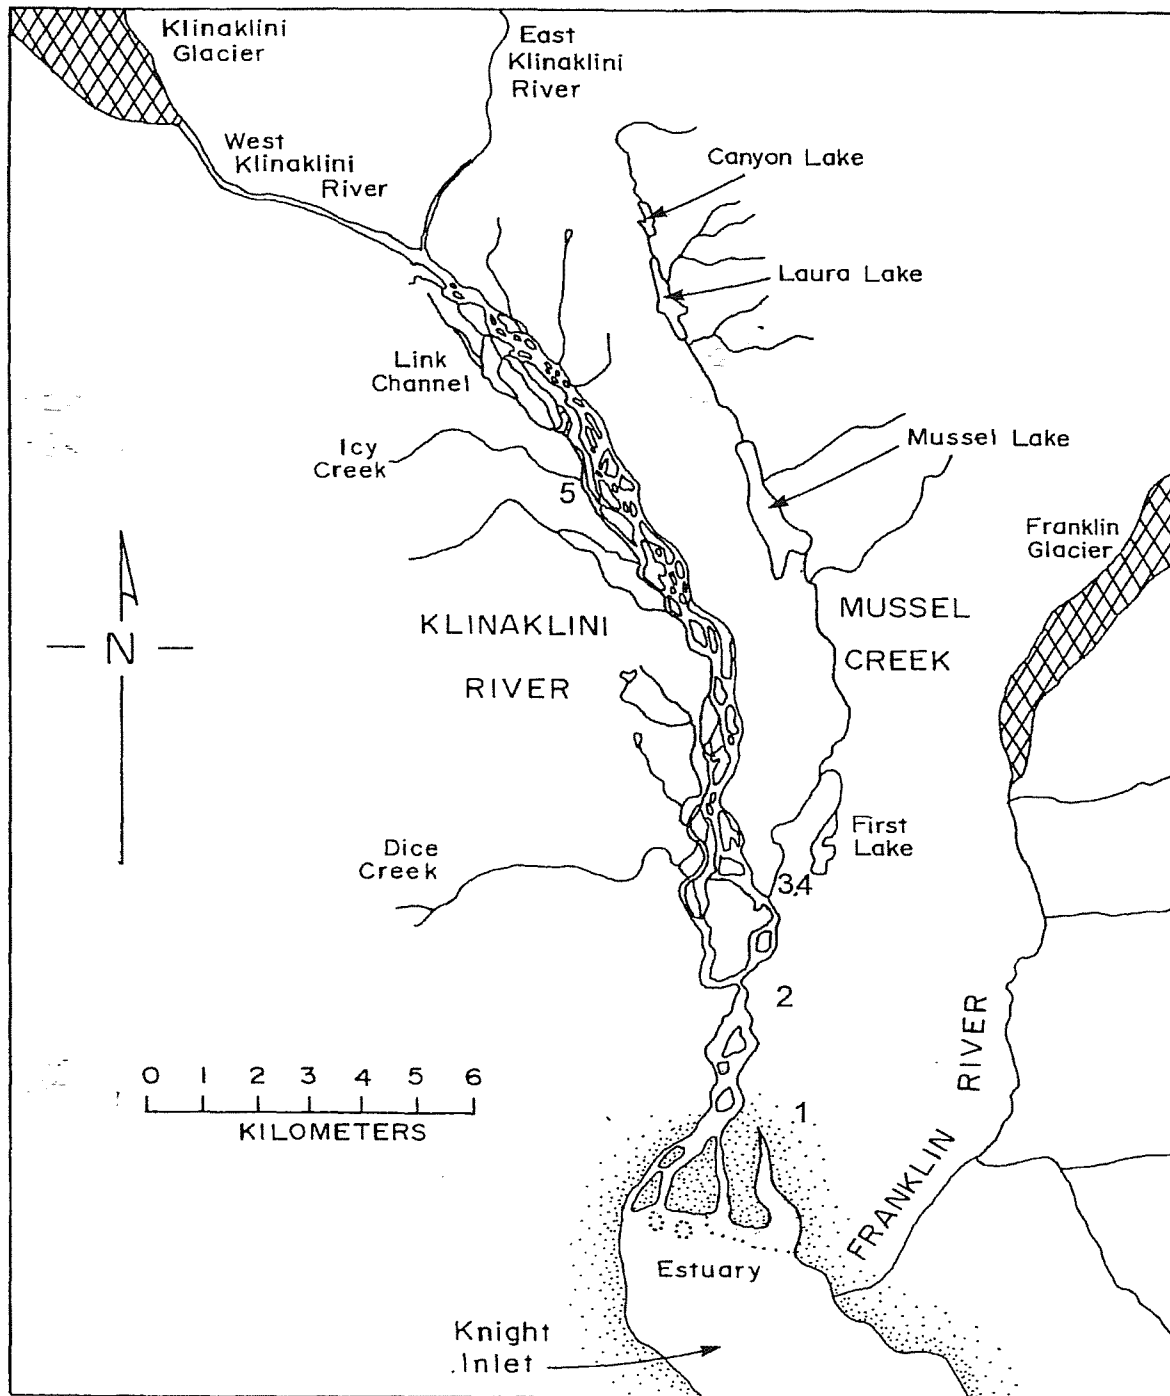 Klinaklini
Glacier
East
Klinaklini
River
West
Klinaklini
River
Canyon Lake
Laura Lake
Link
Channel
Mussel Lake
Icy
Creek
5
Franklin
Glacier
MUSSEL
CREEK
KLINAKLINI
RIVER
N
First
Lake
Dice
Creek
3,4
2
0 1 2 3 4 5 6
KILOMETERS
1
FRANKLIN RIVER
Estuary
Knight
Inlet